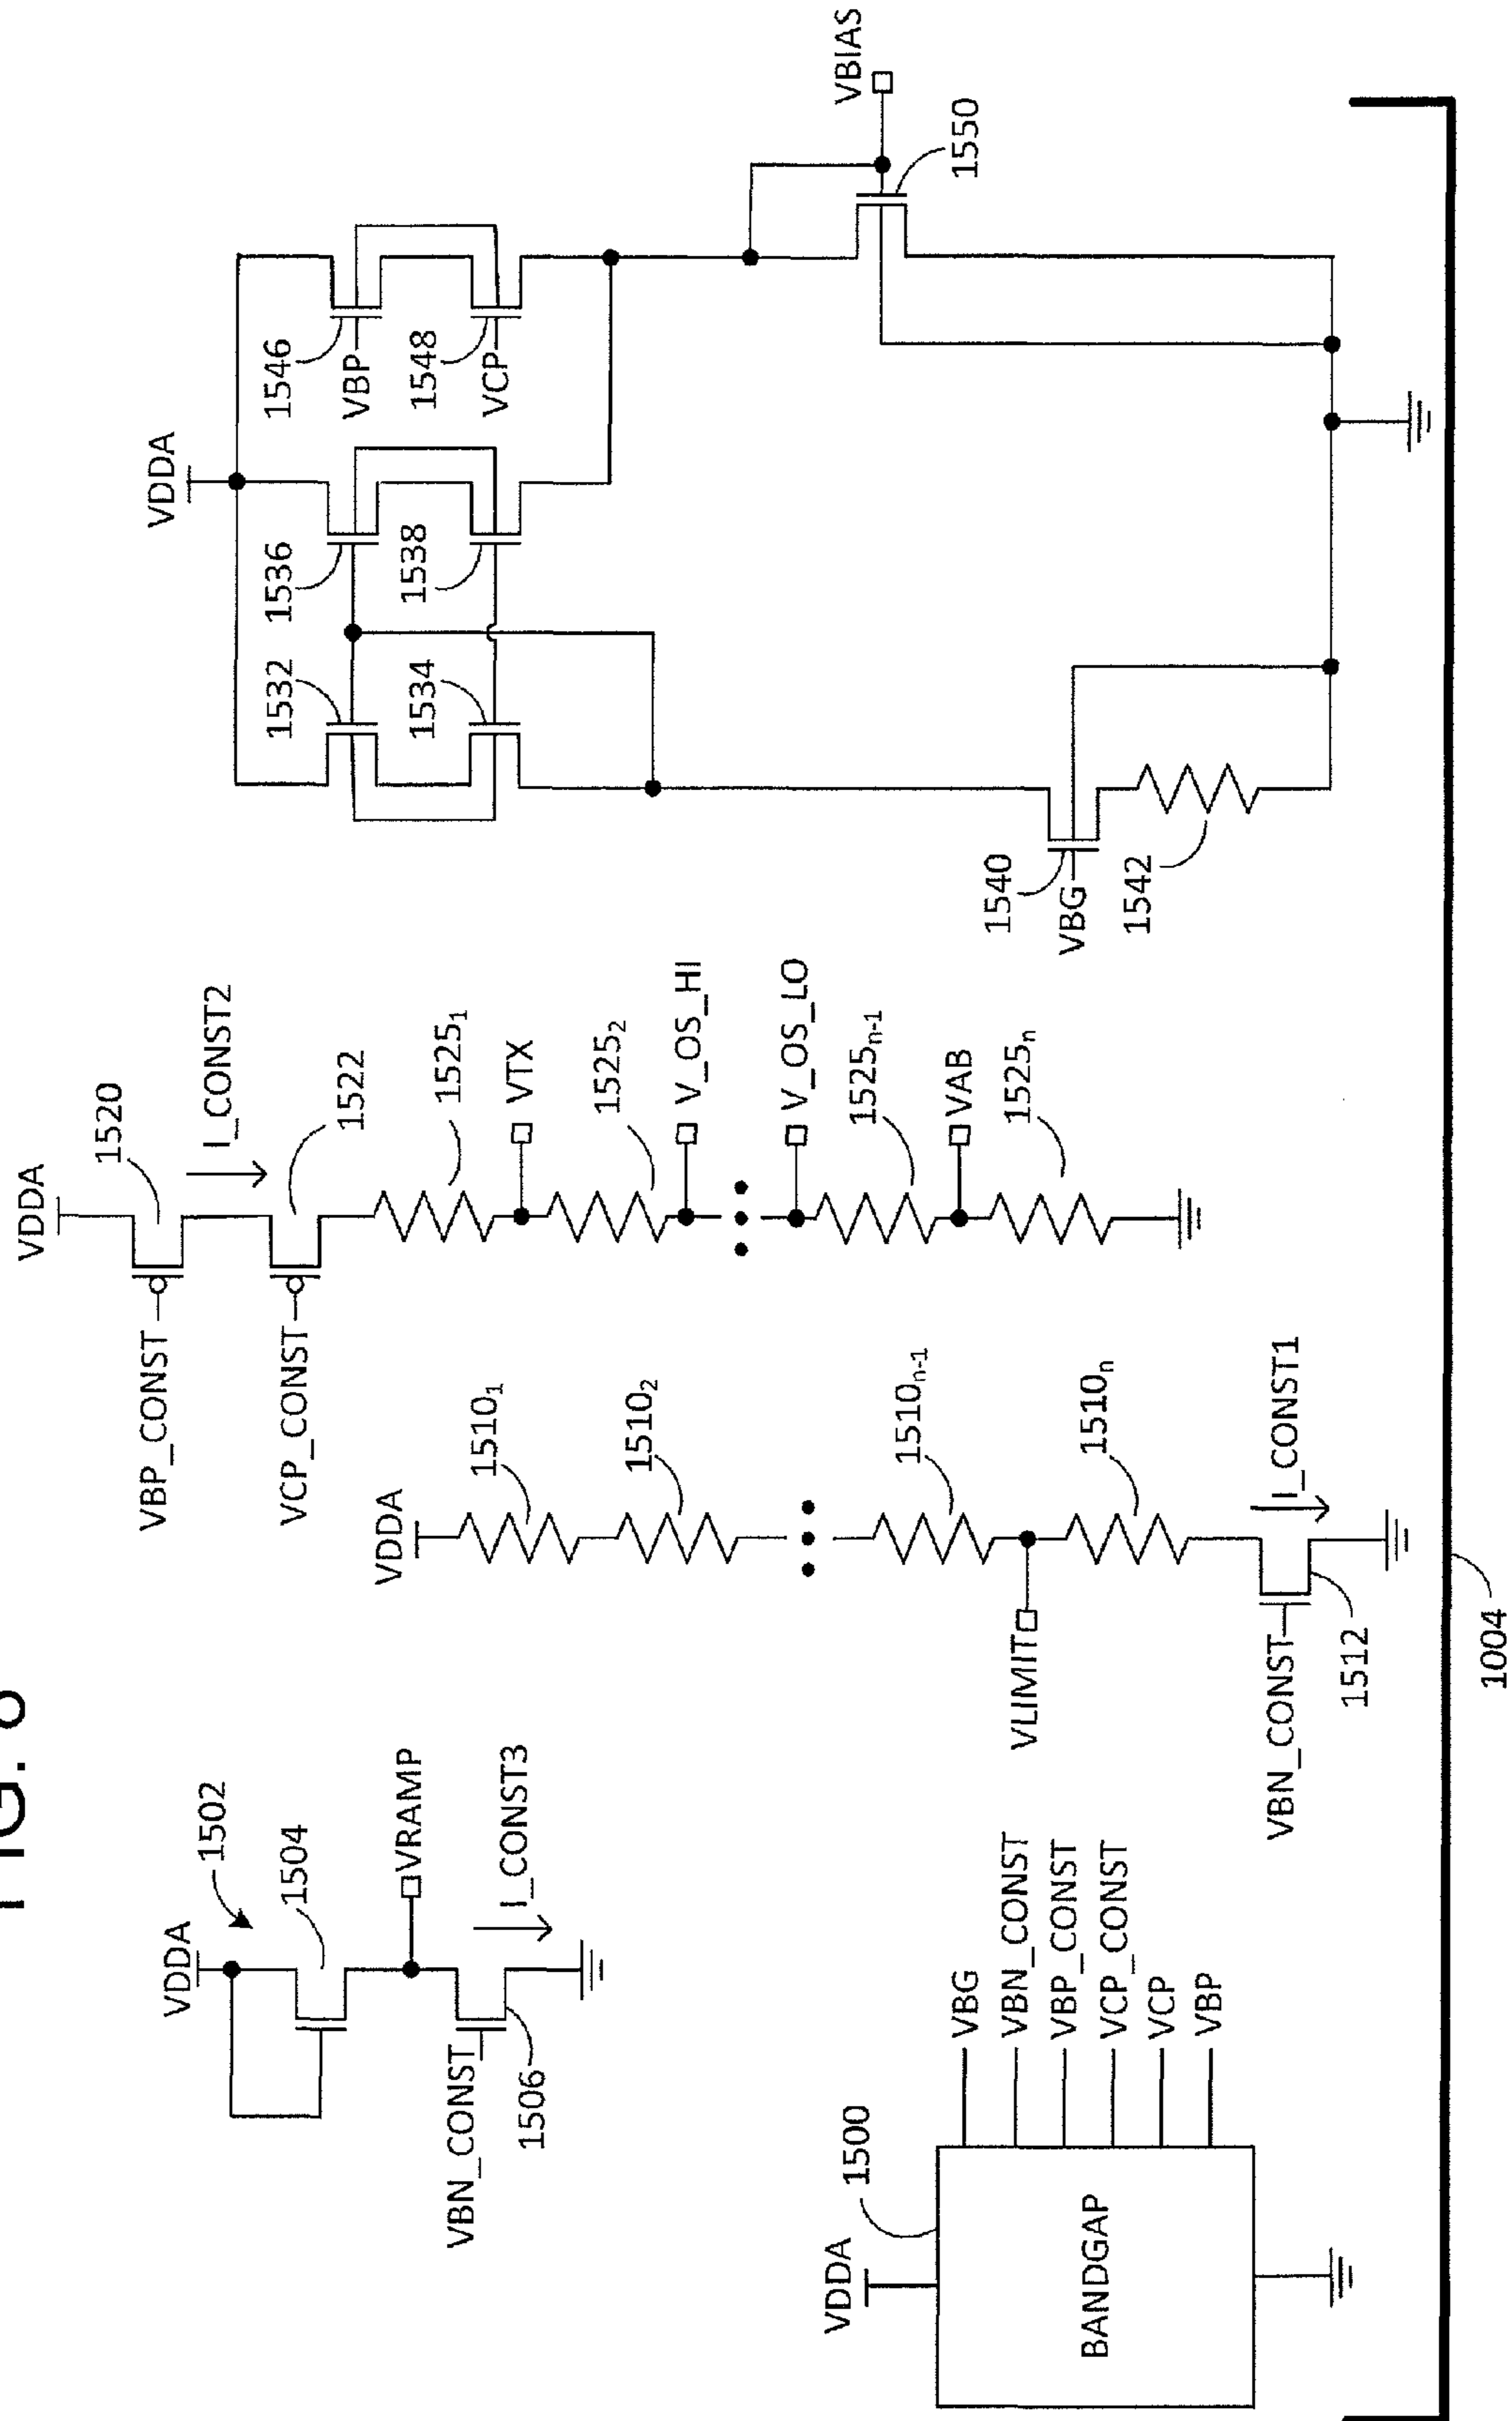 FIG. 8
VDDA
1502
1504
VRAMP
I_CONST3
VBN_CONST
1506
VDDA
1500
BANDGAP
VBG
VBN_CONST
VBP_CONST
VCP_CONST
VCP
VBP
VDDA
1510₁
1510₂
1510ₙ₋₁
VLIMIT
1510ₙ
I_CONST1
VBN_CONST
1512
VDDA
1520
VBP_CONST
I_CONST2
VCP_CONST
1522
1525₁
VTX
1525₂
V_OS_HI
V_OS_LO
1525ₙ₋₁
VAB
1525ₙ
VDDA
1532
1536
1546
VBP
1534
1538
1548
VCP
1540
VBG
1542
VBIAS
1550
1004